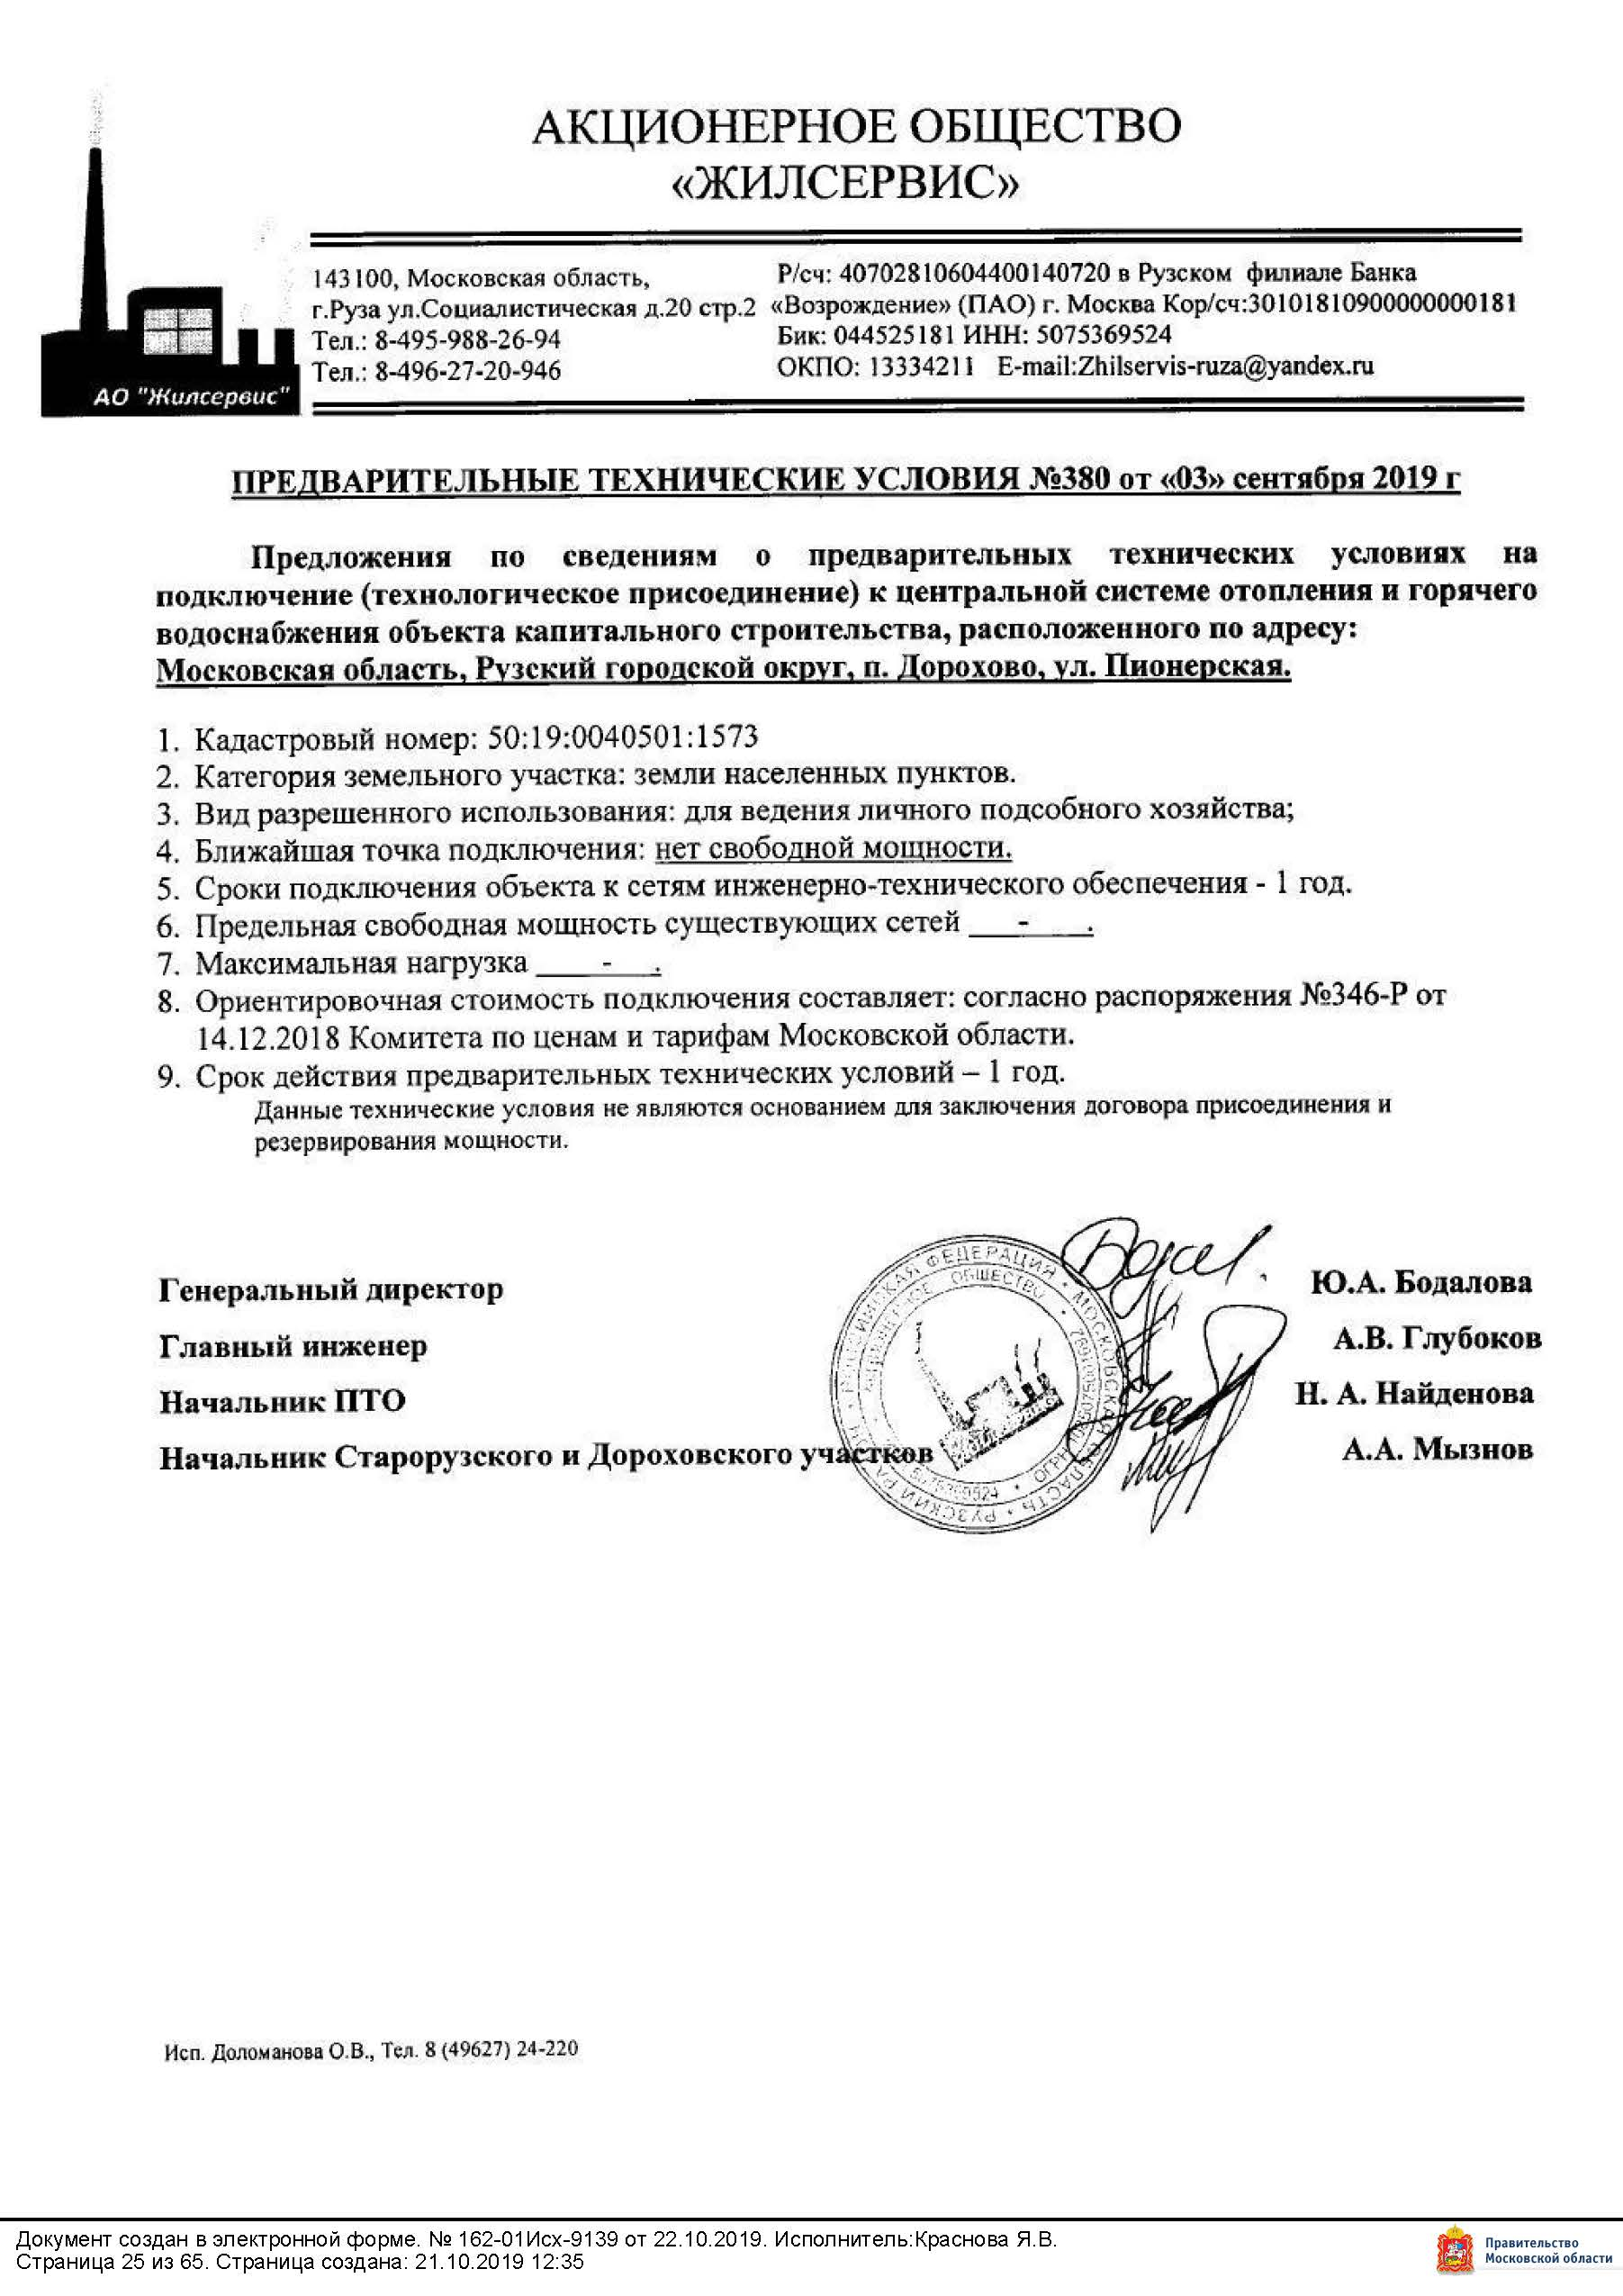 АКЦИОНЕРНОЕ ОБЩЕСТВО
«ЖИЛСЕРВИС»
АО "Жилсервис"
143100, Московская область,
г.Руза ул.Социалистическая д.20 стр.2
Тел.: 8-495-988-26-94
Тел.: 8-496-27-20-946
Р/сч: 40702810604400140720 в Рузском филиале Банка
«Возрождение» (ПАО) г. Москва Кор/сч:30101810900000000181
Бик: 044525181 ИНН: 5075369524
ОКПО: 13334211 E-mail:Zhilservis-ruza@yandex.ru
ПРЕДВАРИТЕЛЬНЫЕ ТЕХНИЧЕСКИЕ УСЛОВИЯ №380 от «03» сентября 2019 г
Предложения по сведениям о предварительных технических условиях на
подключение (технологическое присоединение) к центральной системе отопления и горячего
водоснабжения объекта капитального строительства, расположенного по адресу:
Московская область, Рузский городской округ, п. Дорохово, ул. Пионерская.
1. Кадастровый номер: 50:19:0040501:1573
2. Категория земельного участка: земли населенных пунктов.
3. Вид разрешенного использования: для ведения личного подсобного хозяйства;
4. Ближайшая точка подключения: нет свободной мощности.
5. Сроки подключения объекта к сетям инженерно-технического обеспечения - 1 год.
6. Предельная свободная мощность существующих сетей ___-___.
7. Максимальная нагрузка ____-___.
8. Ориентировочная стоимость подключения составляет: согласно распоряжения №346-Р от
14.12.2018 Комитета по ценам и тарифам Московской области.
9. Срок действия предварительных технических условий – 1 год.
Данные технические условия не являются основанием для заключения договора присоединения и
резервирования мощности.
Генеральный директор Ю.А. Бодалова
Главный инженер А.В. Глубоков
Начальник ПТО Н. А. Найденова
Начальник Старорузского и Дороховского участков А.А. Мызнов
Исп. Доломанова О.В., Тел. 8 (49627) 24-220
Документ создан в электронной форме. № 162-01Исх-9139 от 22.10.2019. Исполнитель:Краснова Я.В.
Страница 25 из 65. Страница создана: 21.10.2019 12:35
Правительство
Московской области